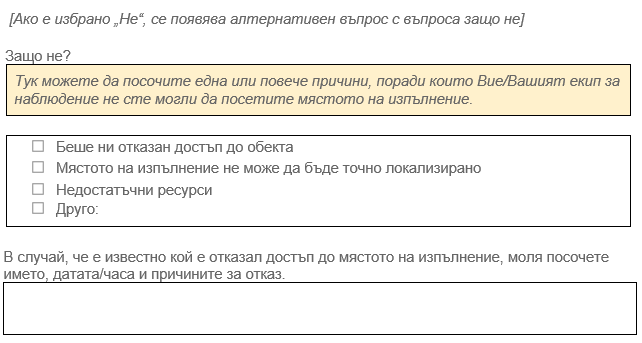 [Ако е избрано „Не“, се появява алтернативен въпрос с въпроса защо не]
Защо не?
Тук можете да посочите една или повече причини, поради които Вие/Вашият екип за
наблюдение не сте могли да посетите мястото на изпълнение.
☐ Беше ни отказан достъп до обекта
☐ Мястото на изпълнение не може да бъде точно локализирано
☐ Недостатъчни ресурси
☐ Друго:
В случай, че е известно кой е отказал достъп до мястото на изпълнение, моля посочете
името, датата/часа и причините за отказ.